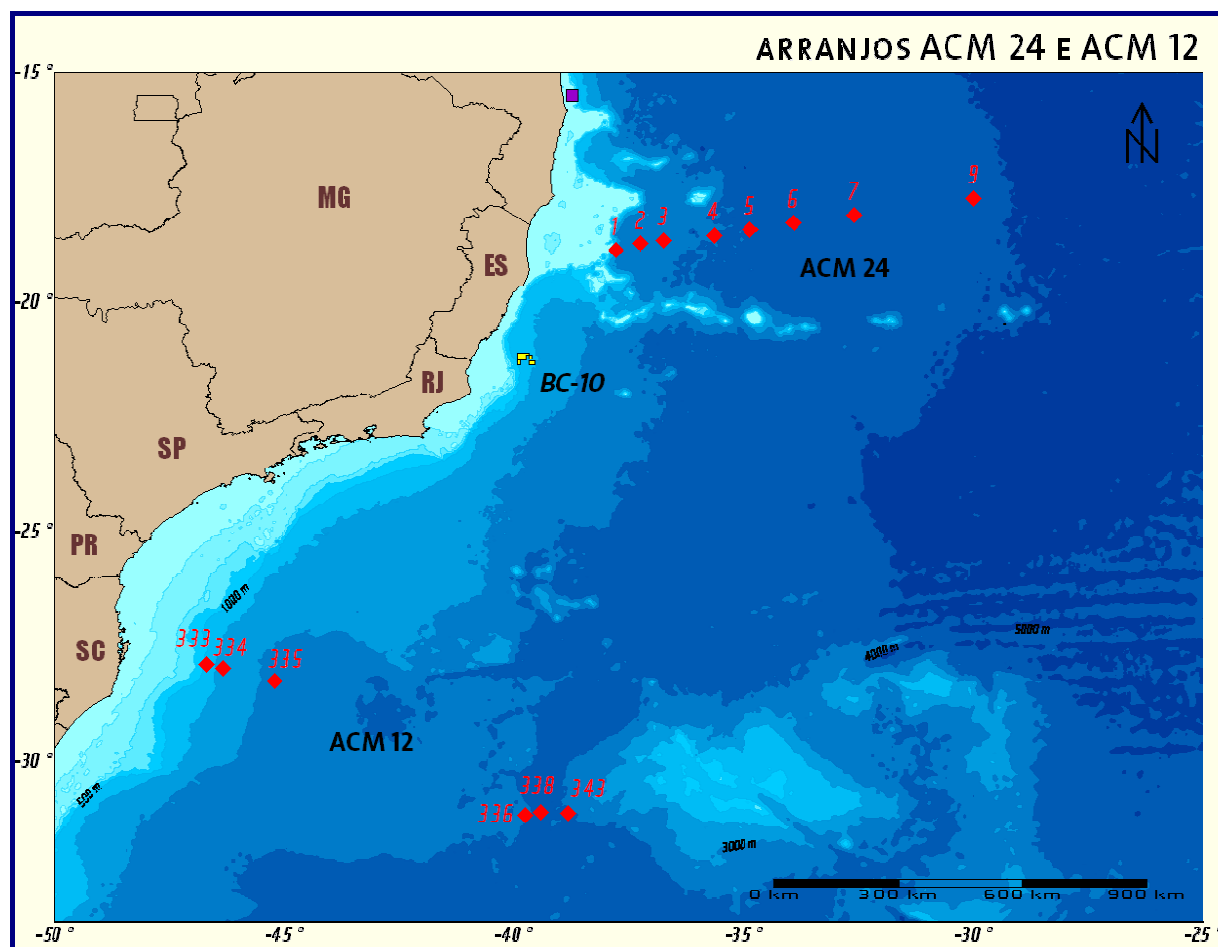 ARRANJOS ACM 24 E ACM 12
-15 °
N
MG
9
7
6
5
4
3
2
1
ES
ACM 24
-20 °
BC-10
RJ
SP
-25 °
PR
1000 m
5000 m
SC
333
334
335
4000 m
ACM 12
-30 °
500 m
338
343
336
3000 m
0 km 300 km 600 km 900 km
-50 ° -45 ° -40 ° -35 ° -30 ° -25 °